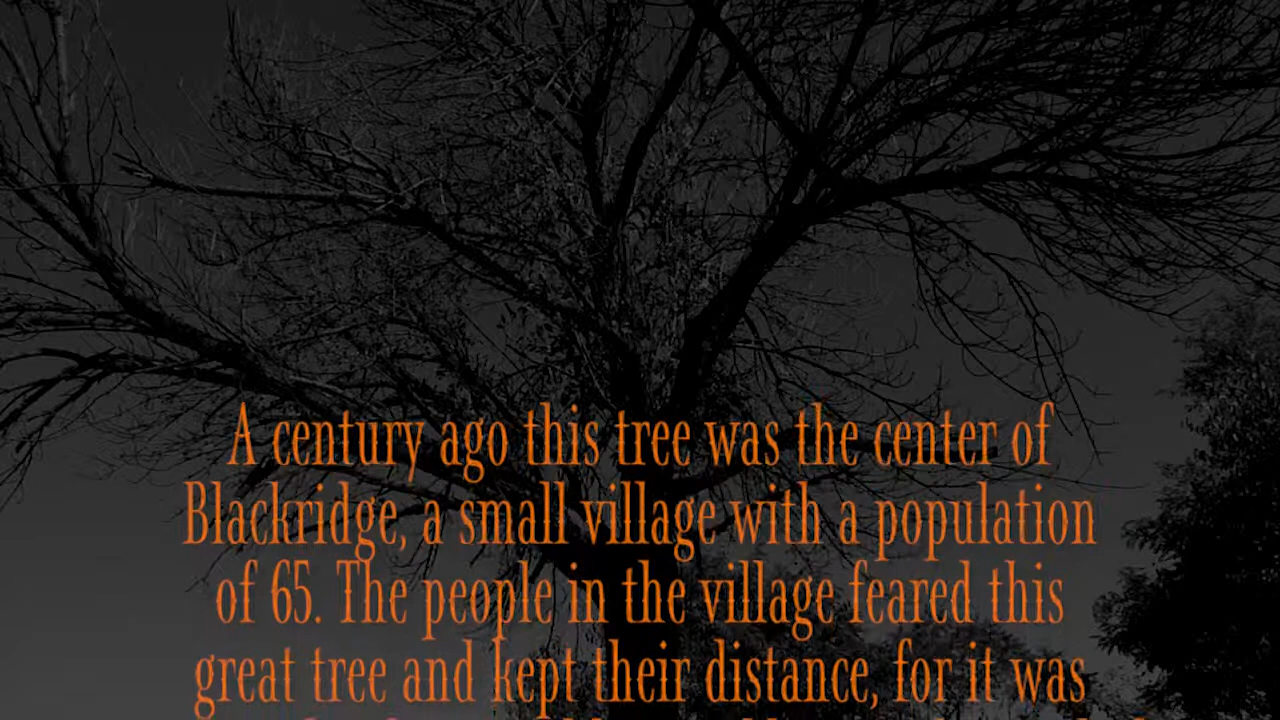 A century ago this tree was the center of
Blackridge, a small village with a population
of 65. The people in the village feared this
great tree and kept their distance, for it was